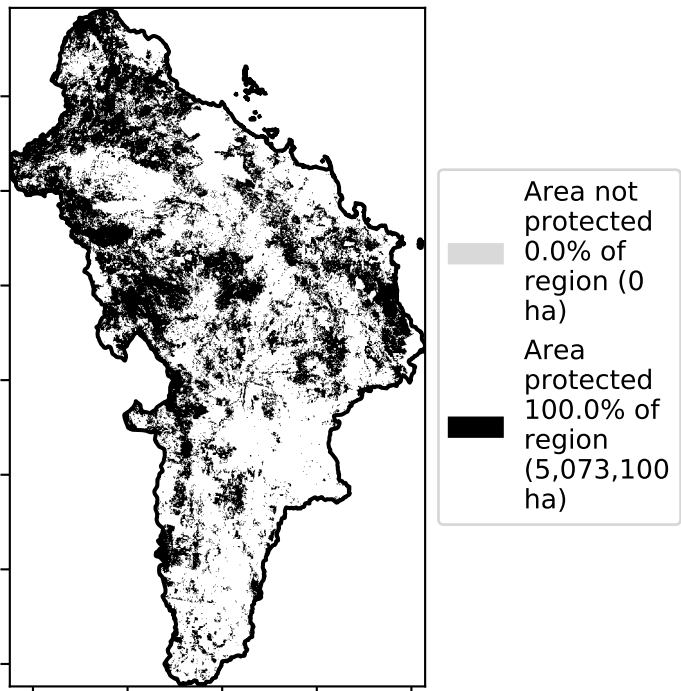 Area not
protected
0.0% of
region (0
ha)
Area
protected
100.0% of
region
(5,073,100
ha)